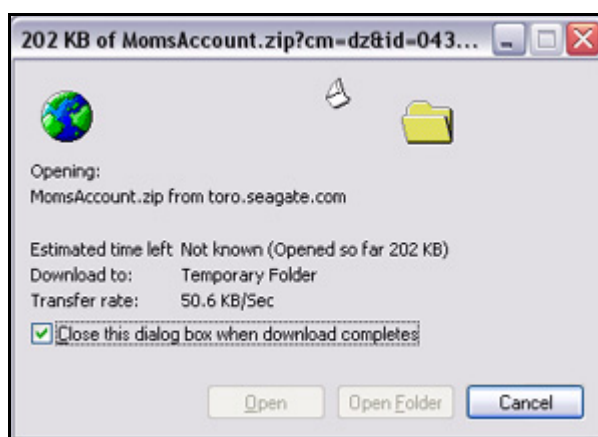 202 KB of MomsAccount.zip?cm=dz&id=043...
Opening:
MomsAccount.zip from toro.seagate.com
Estimated time left Not known (Opened so far 202 KB)
Download to: Temporary Folder
Transfer rate: 50.6 KB/Sec
Close this dialog box when download completes
Open Open Folder Cancel